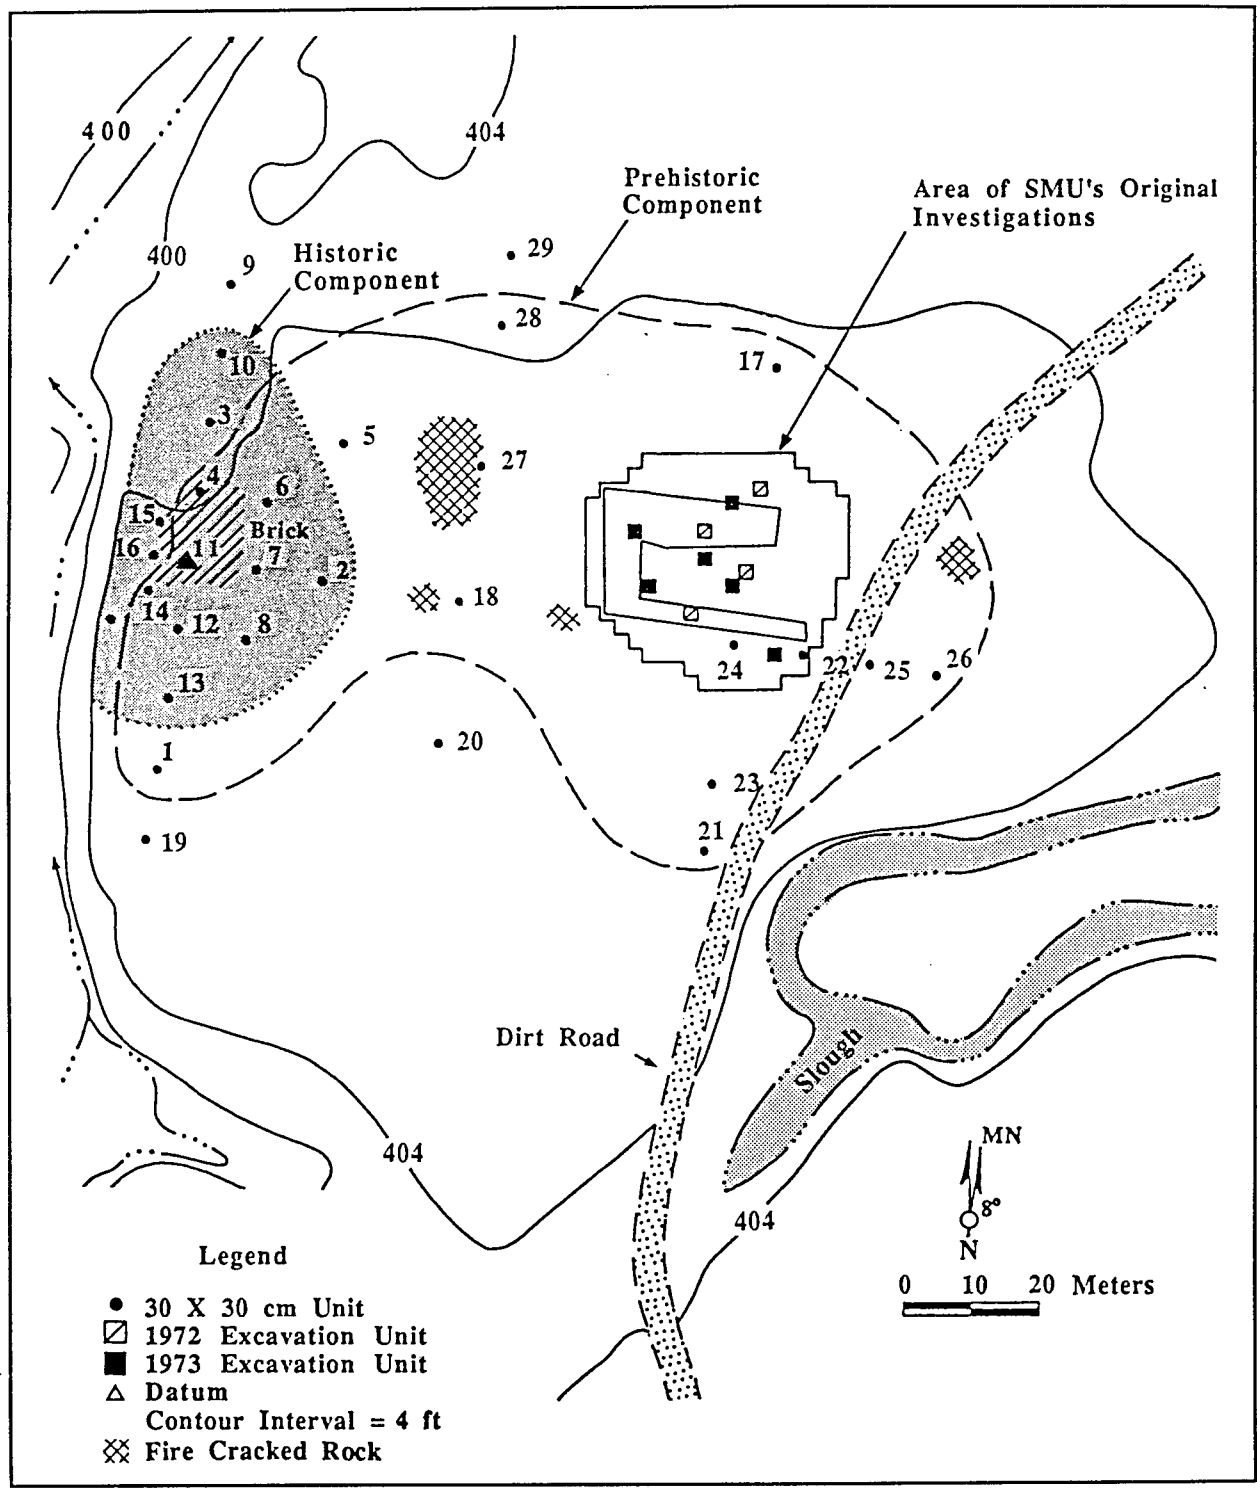 400
404
Prehistoric
Component
Area of SMU's Original
Investigations
400
9
Historic
Component
29
28
10
17
3
5
27
4
6
15
Brick
16
11
7
2
14
12
8
18
13
24
22
25
26
1
20
23
21
19
Dirt Road
Slough
404
404
MN
8°
N
Legend
30 X 30 cm Unit
1972 Excavation Unit
1973 Excavation Unit
Datum
Contour Interval = 4 ft
Fire Cracked Rock
0 10 20 Meters